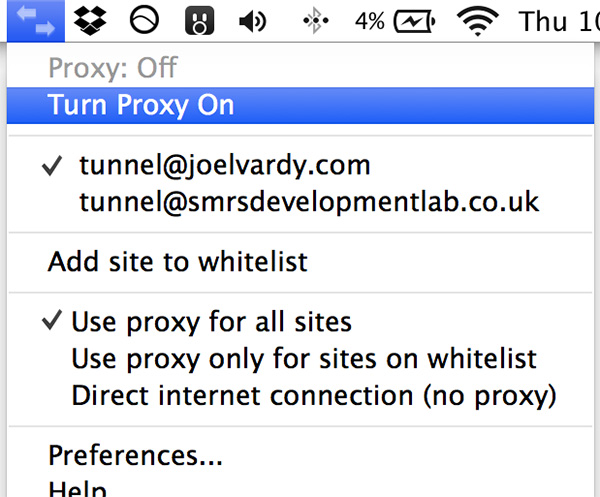 4% Thu 10
Proxy: Off
Turn Proxy On
tunnel@joelvardy.com
tunnel@smrsdevelopmentlab.co.uk
Add site to whitelist
Use proxy for all sites
Use proxy only for sites on whitelist
Direct internet connection (no proxy)
Preferences...
Help